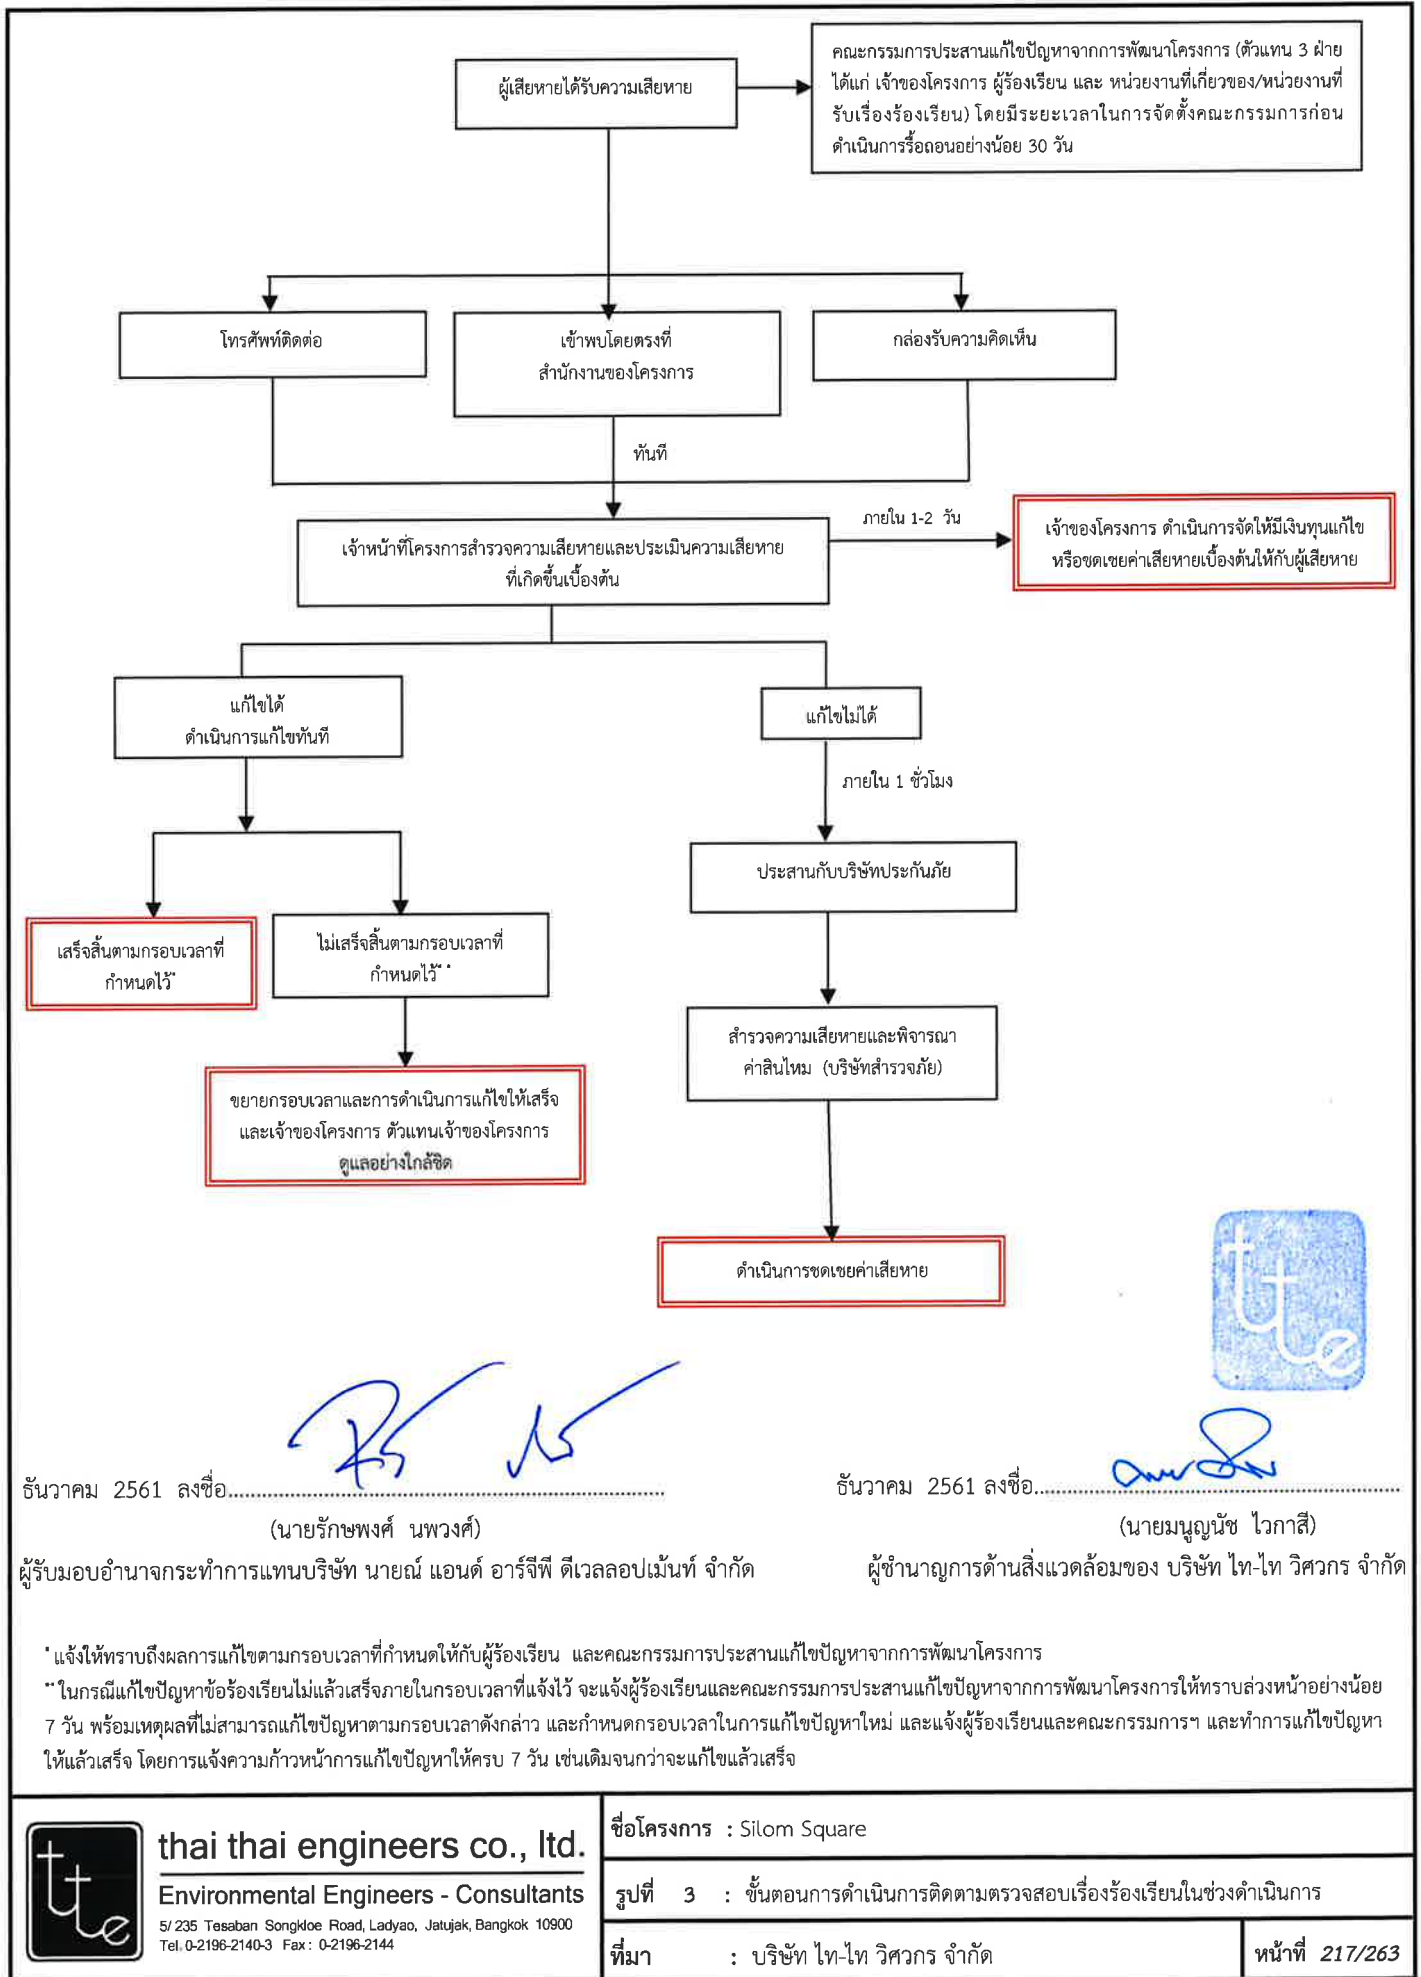 ผู้เสียหายได้รับความเสียหาย
คณะกรรมการประสานแก้ไขปัญหาจากการพัฒนาโครงการ (ตัวแทน 3 ฝ่าย
ได้แก่ เจ้าของโครงการ ผู้ร้องเรียน และ หน่วยงานที่เกี่ยวของ/หน่วยงานที่
รับเรื่องร้องเรียน) โดยมีระยะเวลาในการจัดตั้งคณะกรรมการก่อน
ดำเนินการรื้อถอนอย่างน้อย 30 วัน
โทรศัพท์ติดต่อ
เข้าพบโดยตรงที่
สำนักงานของโครงการ
กล่องรับความคิดเห็น
ทันที
เจ้าหน้าที่โครงการสำรวจความเสียหายและประเมินความเสียหาย
ที่เกิดขึ้นเบื้องต้น
ภายใน 1-2 วัน
เจ้าของโครงการ ดำเนินการจัดให้มีเงินทุนแก้ไข
หรือชดเชยค่าเสียหายเบื้องต้นให้กับผู้เสียหาย
แก้ไขได้
ดำเนินการแก้ไขทันที
แก้ไขไม่ได้
ภายใน 1 ชั่วโมง
ประสานกับบริษัทประกันภัย
เสร็จสิ้นตามกรอบเวลาที่
กำหนดไว้*
ไม่เสร็จสิ้นตามกรอบเวลาที่
กำหนดไว้**
สำรวจความเสียหายและพิจารณา
ค่าสินไหม (บริษัทสำรวจภัย)
ขยายกรอบเวลาและการดำเนินการแก้ไขให้เสร็จ
และเจ้าของโครงการ ตัวแทนเจ้าของโครงการ
ดูแลอย่างใกล้ชิด
ดำเนินการชดเชยค่าเสียหาย
tte
ธันวาคม 2561 ลงชื่อ
(นายรักษพงศ์ นพวงศ์)
ผู้รับมอบอำนาจกระทำการแทนบริษัท นายณ์ แอนด์ อาร์จีพี ดีเวลลอปเม้นท์ จำกัด
ธันวาคม 2561 ลงชื่อ
(นายมนูญนัช ไวกาสี)
ผู้ชำนาญการด้านสิ่งแวดล้อมของ บริษัท ไท-ไท วิศวกร จำกัด
*แจ้งให้ทราบถึงผลการแก้ไขตามกรอบเวลาที่กำหนดให้กับผู้ร้องเรียน และคณะกรรมการประสานแก้ไขปัญหาจากการพัฒนาโครงการ
**ในกรณีแก้ไขปัญหาข้อร้องเรียนไม่แล้วเสร็จภายในกรอบเวลาที่แจ้งไว้ จะแจ้งผู้ร้องเรียนและคณะกรรมการประสานแก้ไขปัญหาจากการพัฒนาโครงการให้ทราบล่วงหน้าอย่างน้อย
7 วัน พร้อมเหตุผลที่ไม่สามารถแก้ไขปัญหาตามกรอบเวลาดังกล่าว และกำหนดกรอบเวลาในการแก้ไขปัญหาใหม่ และแจ้งผู้ร้องเรียนและคณะกรรมการฯ และทำการแก้ไขปัญหา
ให้แล้วเสร็จ โดยการแจ้งความก้าวหน้าการแก้ไขปัญหาให้ครบ 7 วัน เช่นเดิมจนกว่าจะแก้ไขแล้วเสร็จ
tte
thai thai engineers co., ltd.
Environmental Engineers - Consultants
5/235 Tesaban Songkloe Road, Ladyao, Jatujak, Bangkok 10900
Tel. 0-2196-2140-3 Fax : 0-2196-2144
ชื่อโครงการ : Silom Square
รูปที่ 3 : ขั้นตอนการดำเนินการติดตามตรวจสอบเรื่องร้องเรียนในช่วงดำเนินการ
ที่มา : บริษัท ไท-ไท วิศวกร จำกัด
หน้าที่ 217/263